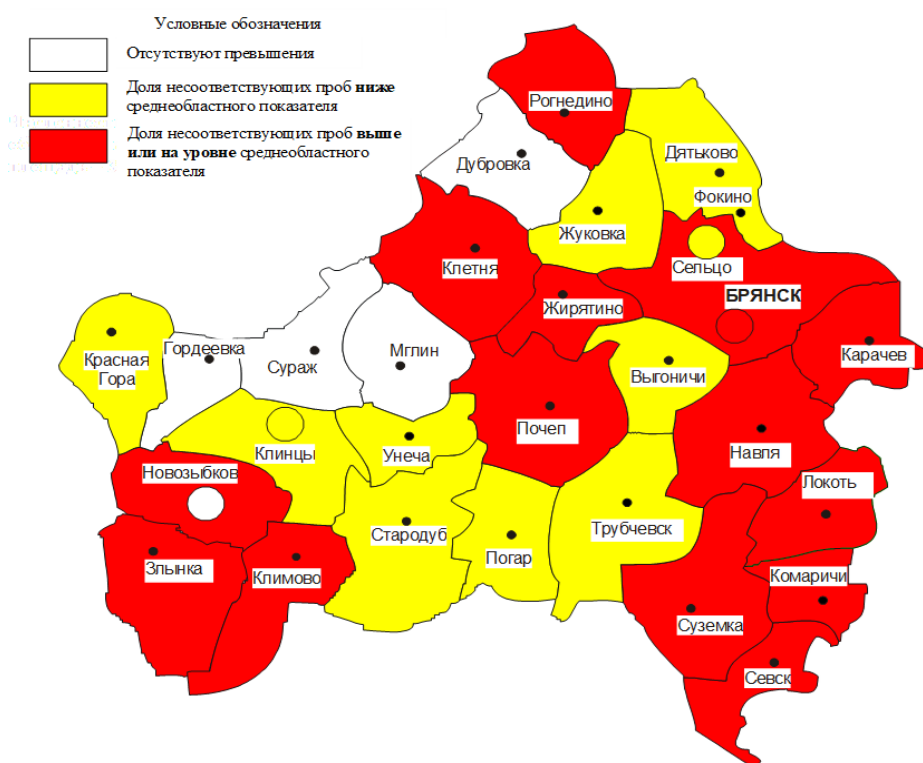 Условные обозначения
Отсутствуют превышения
Доля несоответствующих проб ниже
среднеобластного показателя
Доля несоответствующих проб выше
или на уровне среднеобластного
показателя
Рогнедино
Дубровка
Дятьково
Фокино
Жуковка
Клетня
Сельцо
БРЯНСК
Жирятино
Карачев
Красная
Гора
Гордеевка
Сураж
Мглин
Выгоничи
Почеп
Клинцы
Унеча
Навля
Новозыбков
Локоть
Стародуб
Погар
Трубчевск
Злынка
Климово
Комаричи
Суземка
Севск